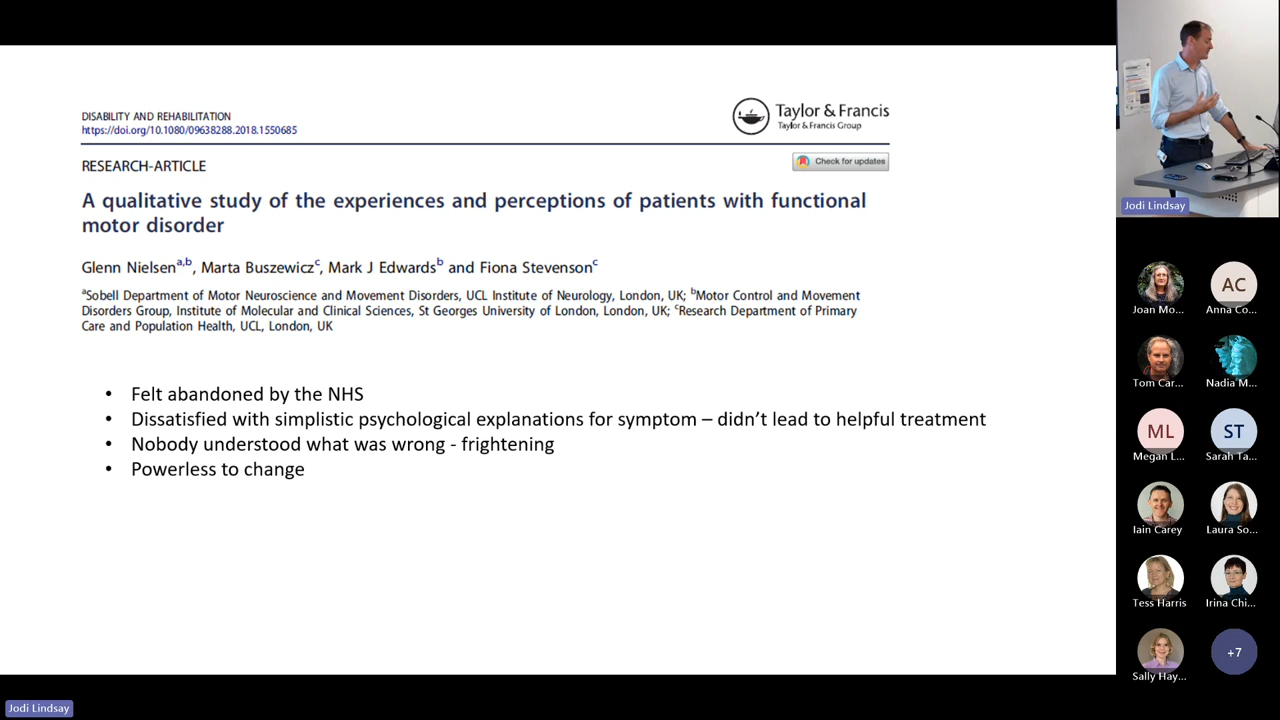 DISABILITY AND REHABILITATION
https://doi.org/10.1080/09638288.2018.1550685
Taylor & Francis
Taylor & Francis Group
RESEARCH-ARTICLE
Check for updates
A qualitative study of the experiences and perceptions of patients with functional
motor disorder
Glenn Nielsena,b, Marta Buszewiczc, Mark J Edwardsb and Fiona Stevensonc
aSobell Department of Motor Neuroscience and Movement Disorders, UCL Institute of Neurology, London, UK; bMotor Control and Movement
Disorders Group, Institute of Molecular and Clinical Sciences, St Georges University of London, London, UK; cResearch Department of Primary
Care and Population Health, UCL, London, UK
• Felt abandoned by the NHS
• Dissatisfied with simplistic psychological explanations for symptom – didn’t lead to helpful treatment
• Nobody understood what was wrong - frightening
• Powerless to change
Jodi Lindsay
AC
Joan Mo...
Anna Co...
Tom Car...
Nadia M...
ML
ST
Megan L...
Sarah Ta...
Iain Carey
Laura So...
Tess Harris
Irina Chi...
Sally Hay...
+7
Jodi Lindsay